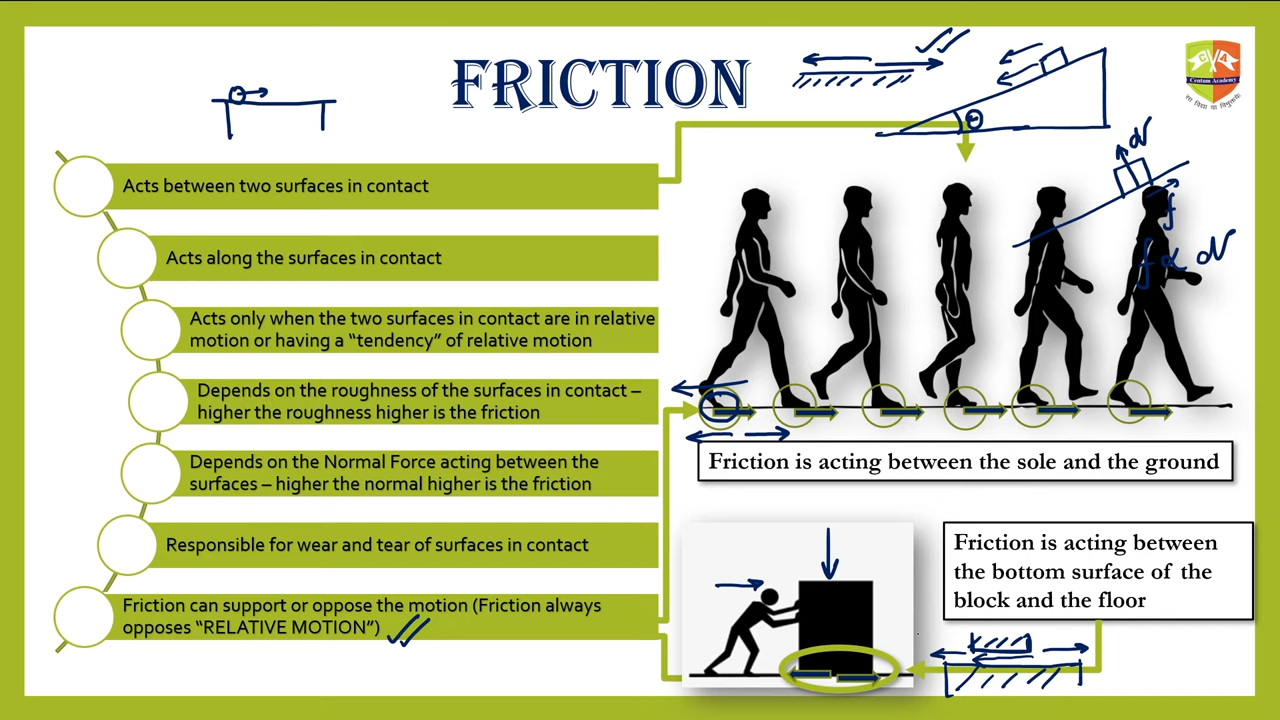 FRICTION
Centum Academy
Acts between two surfaces in contact
Acts along the surfaces in contact
Acts only when the two surfaces in contact are in relative
motion or having a “tendency” of relative motion
Depends on the roughness of the surfaces in contact –
higher the roughness higher is the friction
Depends on the Normal Force acting between the
surfaces – higher the normal higher is the friction
Responsible for wear and tear of surfaces in contact
Friction can support or oppose the motion (Friction always
opposes “RELATIVE MOTION”)
N
f
f ∝ N
Friction is acting between the sole and the ground
Friction is acting between
the bottom surface of the
block and the floor